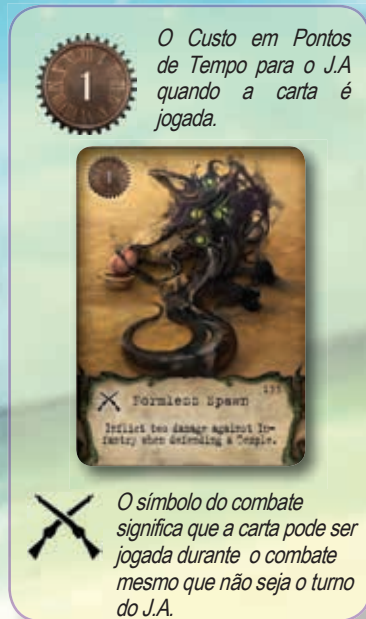 1
O Custo em Pontos
de Tempo para o J.A
quando a carta é
jogada.
1
Formless Spawn
Inflict two damage against In-
fantry when defending a Temple.
O símbolo do combate
significa que a carta pode ser
jogada durante o combate
mesmo que não seja o turno
do J.A.